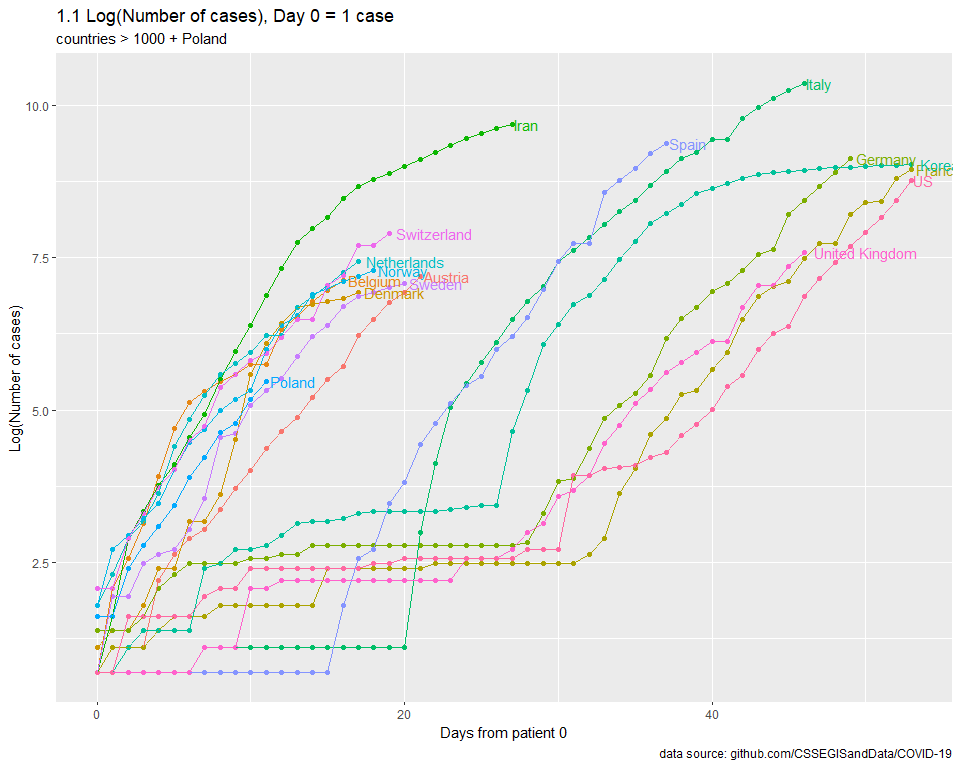 1.1 Log(Number of cases), Day 0 = 1 case
countries > 1000 + Poland
Log(Number of cases)
10.0
7.5
5.0
2.5
Italy
Iran
Spain
Germany
Korea
Franc
US
Switzerland
United Kingdom
Netherlands
Norway
Austria
Belgium
Sweden
Denmark
Poland
0
20
40
Days from patient 0
data source: github.com/CSSEGISandData/COVID-19